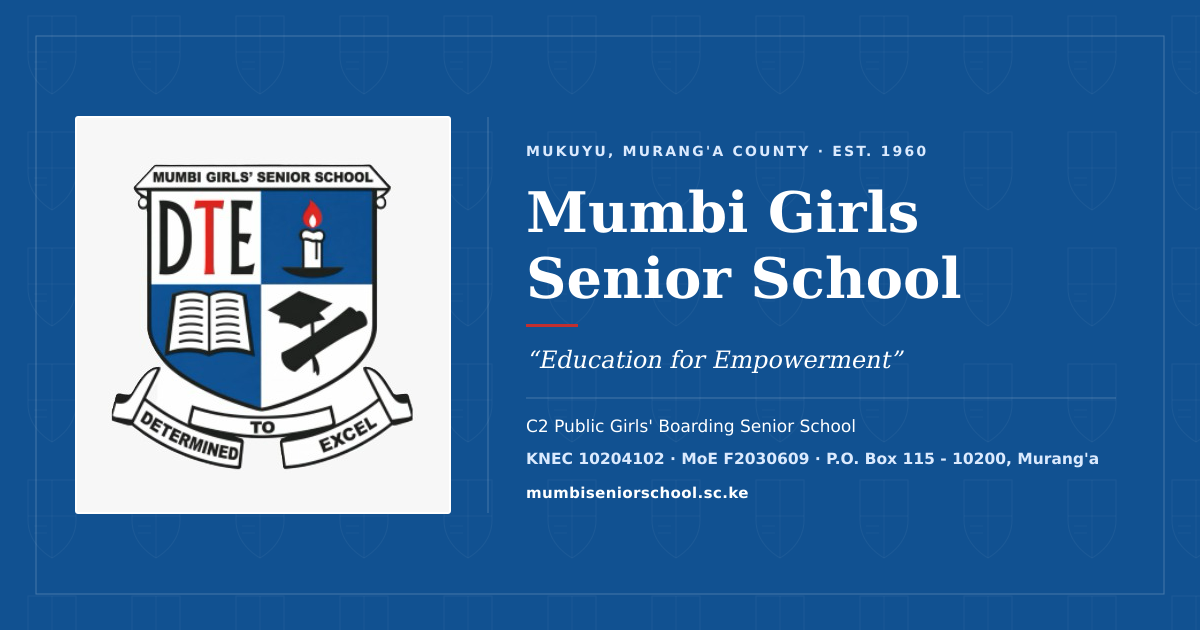 MUMBI GIRLS' SENIOR SCHOOL
DTE
DETERMINED
TO
EXCEL
MUKUYU, MURANG'A COUNTY · EST. 1960
Mumbi Girls
Senior School
“Education for Empowerment”
C2 Public Girls' Boarding Senior School
KNEC 10204102 · MoE F2030609 · P.O. Box 115 - 10200, Murang'a
mumbiseniorschool.sc.ke